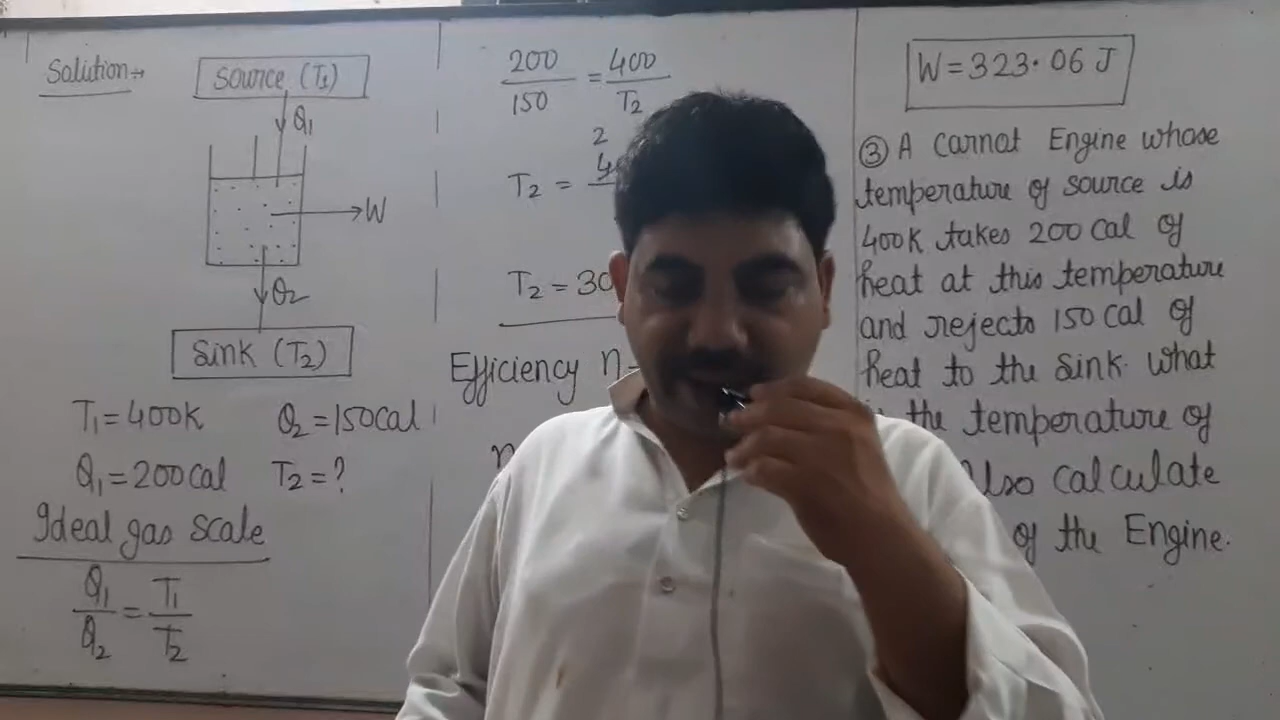 Solution→
Source (T₁)
Q₁
W
Q₂
Sink (T₂)
T₁=400K Q₂=150Cal
Q₁=200Cal T₂=?
Ideal gas scale
Q₁/Q₂ = T₁/T₂
200/150 = 400/T₂
2
T₂ =
T₂ = 30
Efficiency η=
η
W=323.06 J
③ A Carnot Engine whose
temperature of source is
400K takes 200 Cal of
heat at this temperature
and rejects 150 Cal of
heat to the sink. What
the temperature of
calculate
of the Engine.